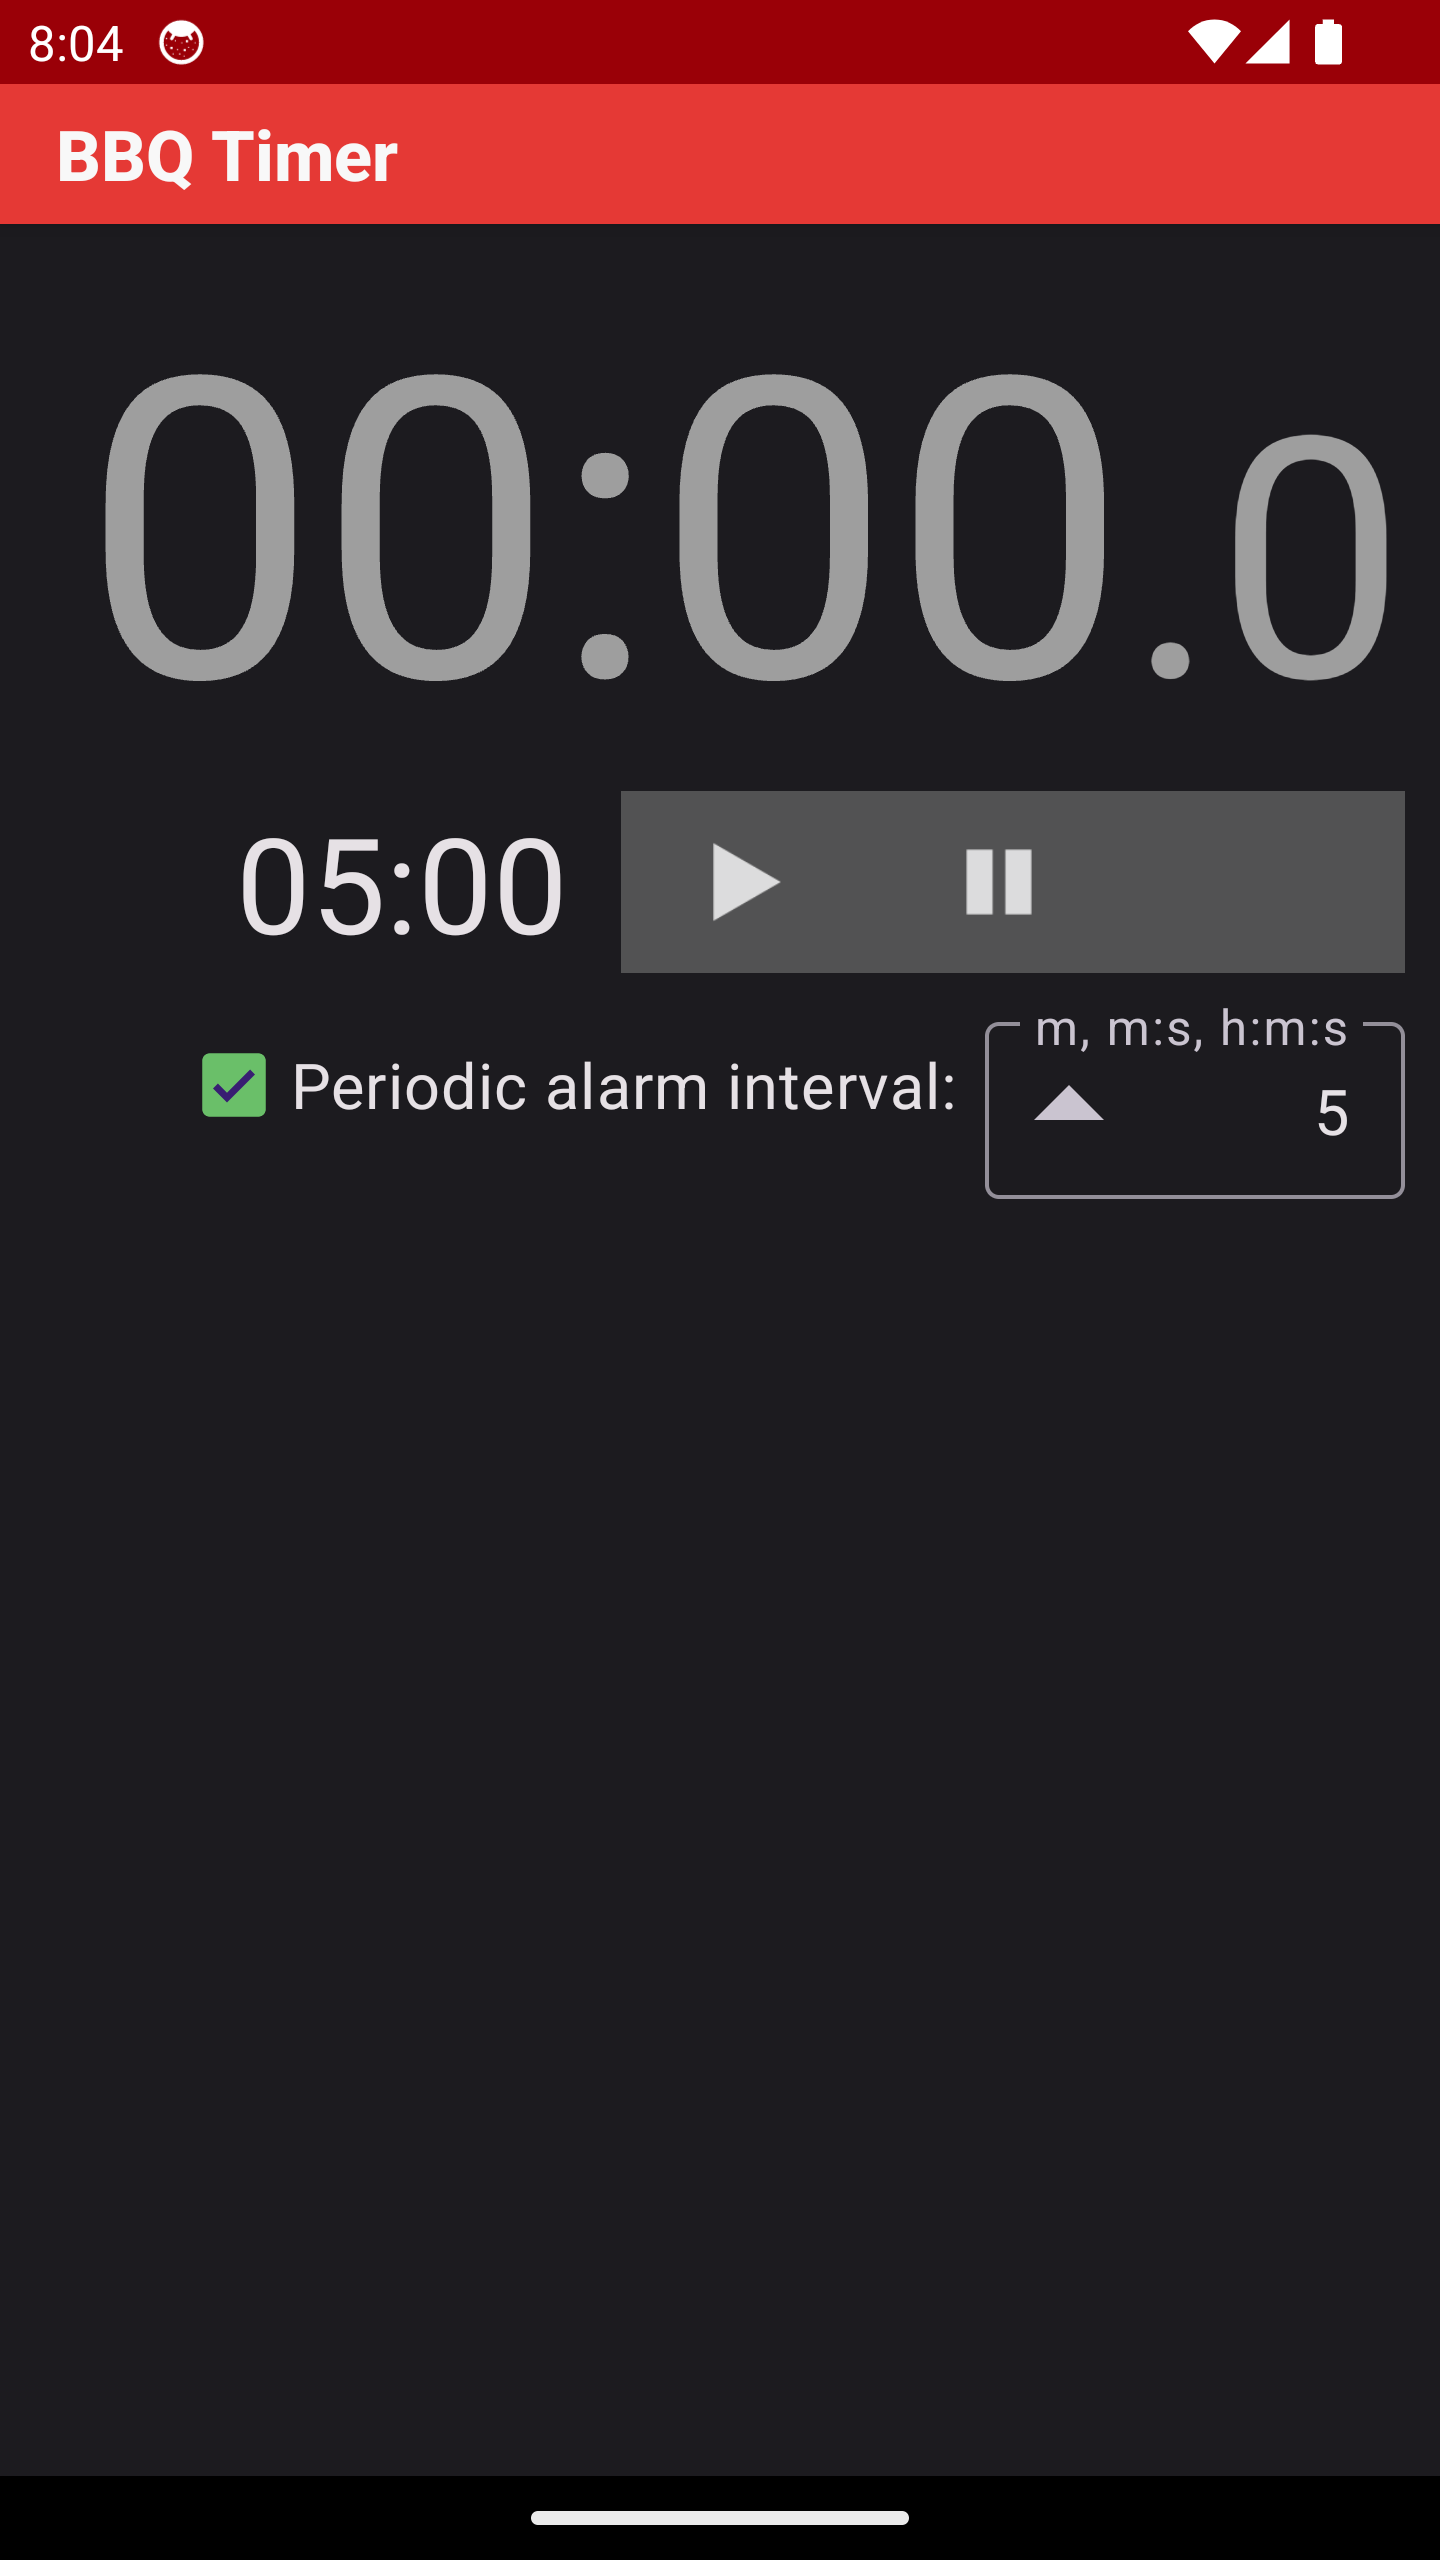 8:04
BBQ Timer
00:00.0
05:00
m, m:s, h:m:s
Periodic alarm interval:
5